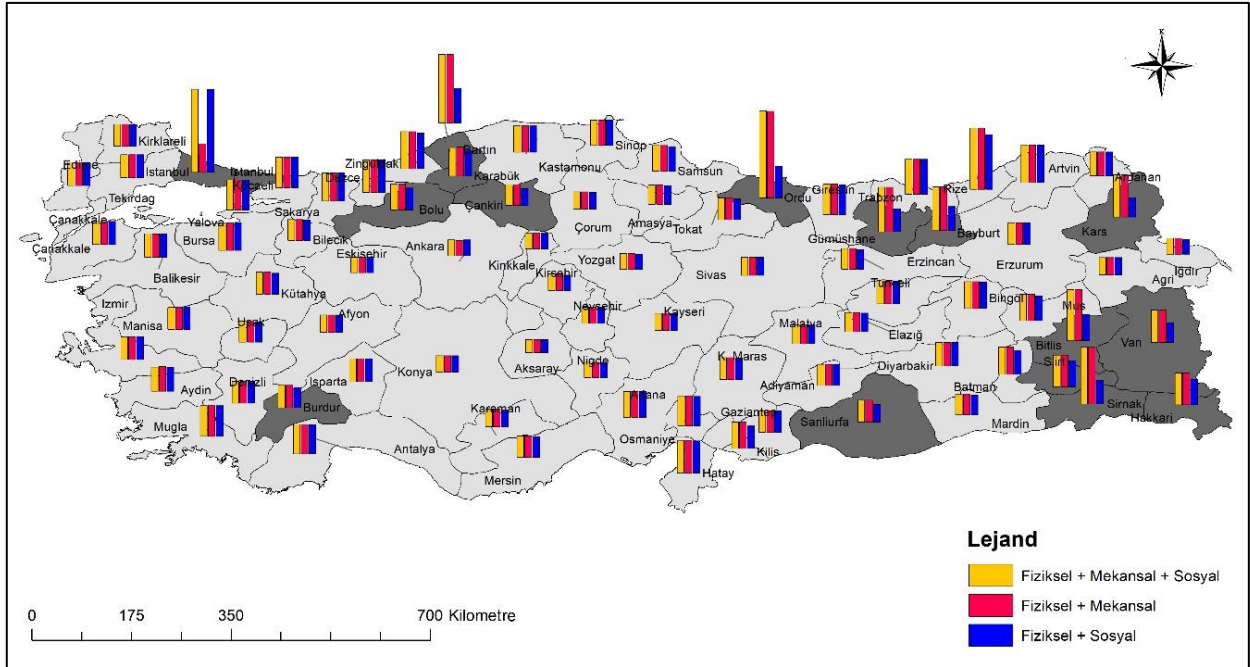 K
Kirklareli
Edirne
Tekirdag
Istanbul
Istanbul
Kocaeli
Düzce
Zinguldak
Bartın
Karabük
Kastamonu
Sinop
Samsun
Ordu
Giresun
Trabzon
Rize
Artvin
Ardahan
Çanakkale
Çanakkale
Yalova
Bursa
Sakarya
Bilecik
Bolu
Çankiri
Çorum
Amasya
Tokat
Gümüshane
Bayburt
Kars
Balikesir
Eskisehir
Ankara
Kinkkale
Yozgat
Sivas
Erzincan
Erzurum
Agri
Igdir
Kütahya
Kirsehir
Tunceli
Bingöl
Mus
Izmir
Manisa
Usak
Afyon
Nevsehir
Kayseri
Malatya
Elazığ
Bitlis
Van
Aydin
Denizli
Isparta
Konya
Aksaray
Nigde
K. Maras
Adiyaman
Diyarbakir
Batman
Siirt
Sirnak
Hakkari
Mugla
Burdur
Antalya
Karaman
Mersin
Adana
Osmaniye
Gaziantep
Kilis
Hatay
Sanliurfa
Mardin
Lejand
Fiziksel + Mekansal + Sosyal
Fiziksel + Mekansal
Fiziksel + Sosyal
0 175 350 700 Kilometre